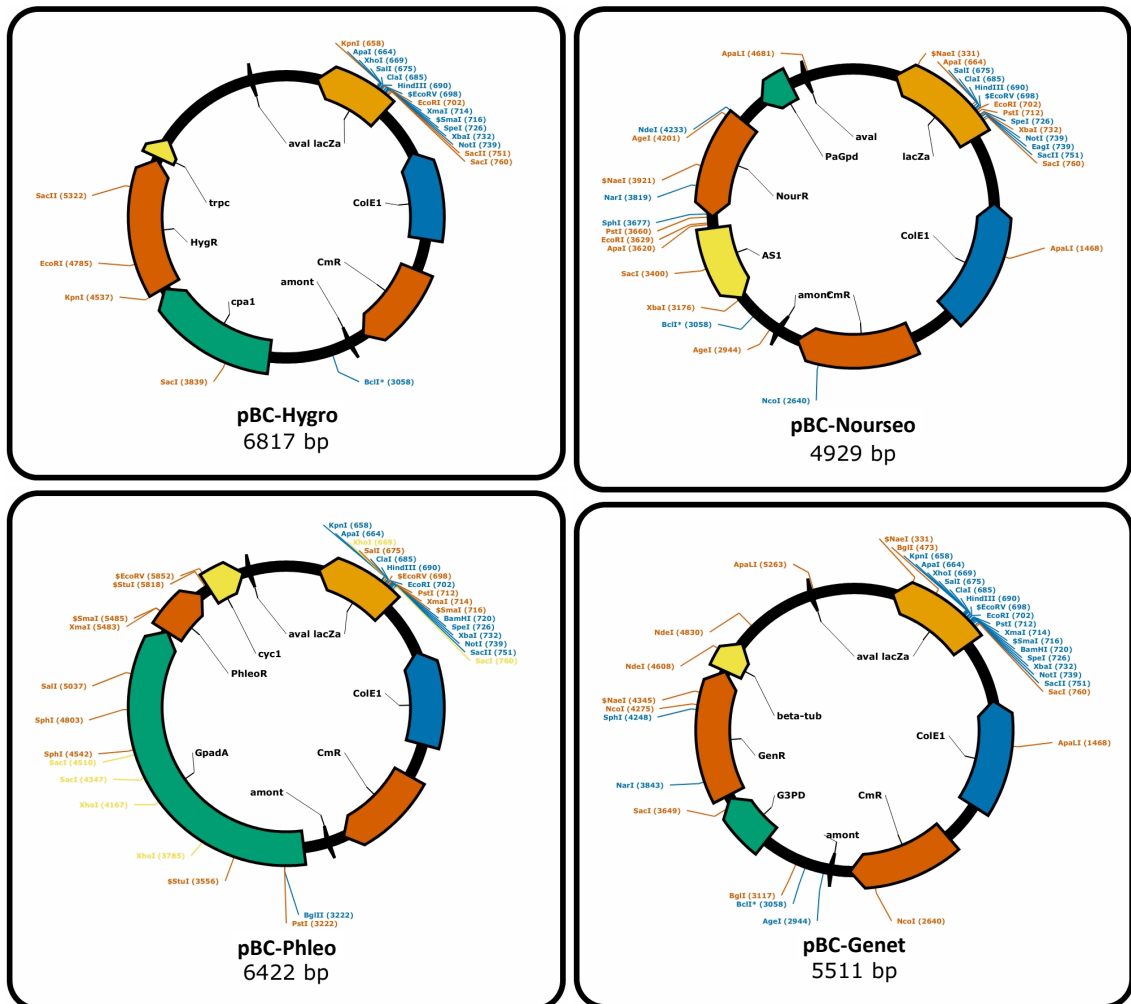 KpnI (658)
ApaI (664)
XhoI (669)
SalI (675)
ClaI (685)
HindIII (690)
$EcoRV (698)
EcoRI (702)
XmaI (714)
$SmaI (716)
SpeI (726)
XbaI (732)
NotI (739)
SacII (751)
SacI (760)
aval lacZa
trpc
ColE1
SacII (5322)
HygR
CmR
EcoRI (4785)
amont
KpnI (4537)
cpa1
SacI (3839)
BclI* (3058)
pBC-Hygro
6817 bp
ApaLI (4681)
$NaeI (331)
ApaI (664)
SalI (675)
ClaI (685)
HindIII (690)
$EcoRV (698)
EcoRI (702)
PstI (712)
SpeI (726)
XbaI (732)
NotI (739)
EagI (739)
SacII (751)
SacI (760)
NdeI (4233)
AgeI (4201)
aval
PaGpd
lacZa
$NaeI (3921)
NarI (3819)
NourR
SphI (3677)
PstI (3660)
EcoRI (3629)
ApaI (3620)
ColE1
ApaLI (1468)
AS1
SacI (3400)
XbaI (3176)
amont
CmR
BclI* (3058)
AgeI (2944)
NcoI (2640)
pBC-Nourseo
4929 bp
KpnI (658)
ApaI (664)
XhoI (669)
SalI (675)
ClaI (685)
HindIII (690)
$EcoRV (698)
EcoRI (702)
PstI (712)
XmaI (714)
$SmaI (716)
BamHI (720)
SpeI (726)
XbaI (732)
NotI (739)
SacII (751)
SacI (760)
$EcoRV (5852)
$StuI (5818)
$SmaI (5485)
XmaI (5483)
aval lacZa
cyc1
PhleoR
SalI (5037)
ColE1
SphI (4803)
SphI (4542)
SacI (4510)
GpadA
CmR
SacI (4347)
amont
XhoI (4167)
XhoI (3785)
$StuI (3556)
BglII (3222)
PstI (3222)
pBC-Phleo
6422 bp
ApaLI (5263)
$NaeI (331)
BglI (473)
KpnI (658)
ApaI (664)
XhoI (669)
SalI (675)
ClaI (685)
HindIII (690)
$EcoRV (698)
EcoRI (702)
PstI (712)
XmaI (714)
$SmaI (716)
BamHI (720)
SpeI (726)
XbaI (732)
NotI (739)
SacII (751)
SacI (760)
NdeI (4830)
aval lacZa
NdeI (4608)
$NaeI (4345)
NcoI (4275)
SphI (4248)
beta-tub
ColE1
ApaLI (1468)
GenR
NarI (3843)
G3PD
CmR
SacI (3649)
amont
BglI (3117)
BclI* (3058)
AgeI (2944)
NcoI (2640)
pBC-Genet
5511 bp